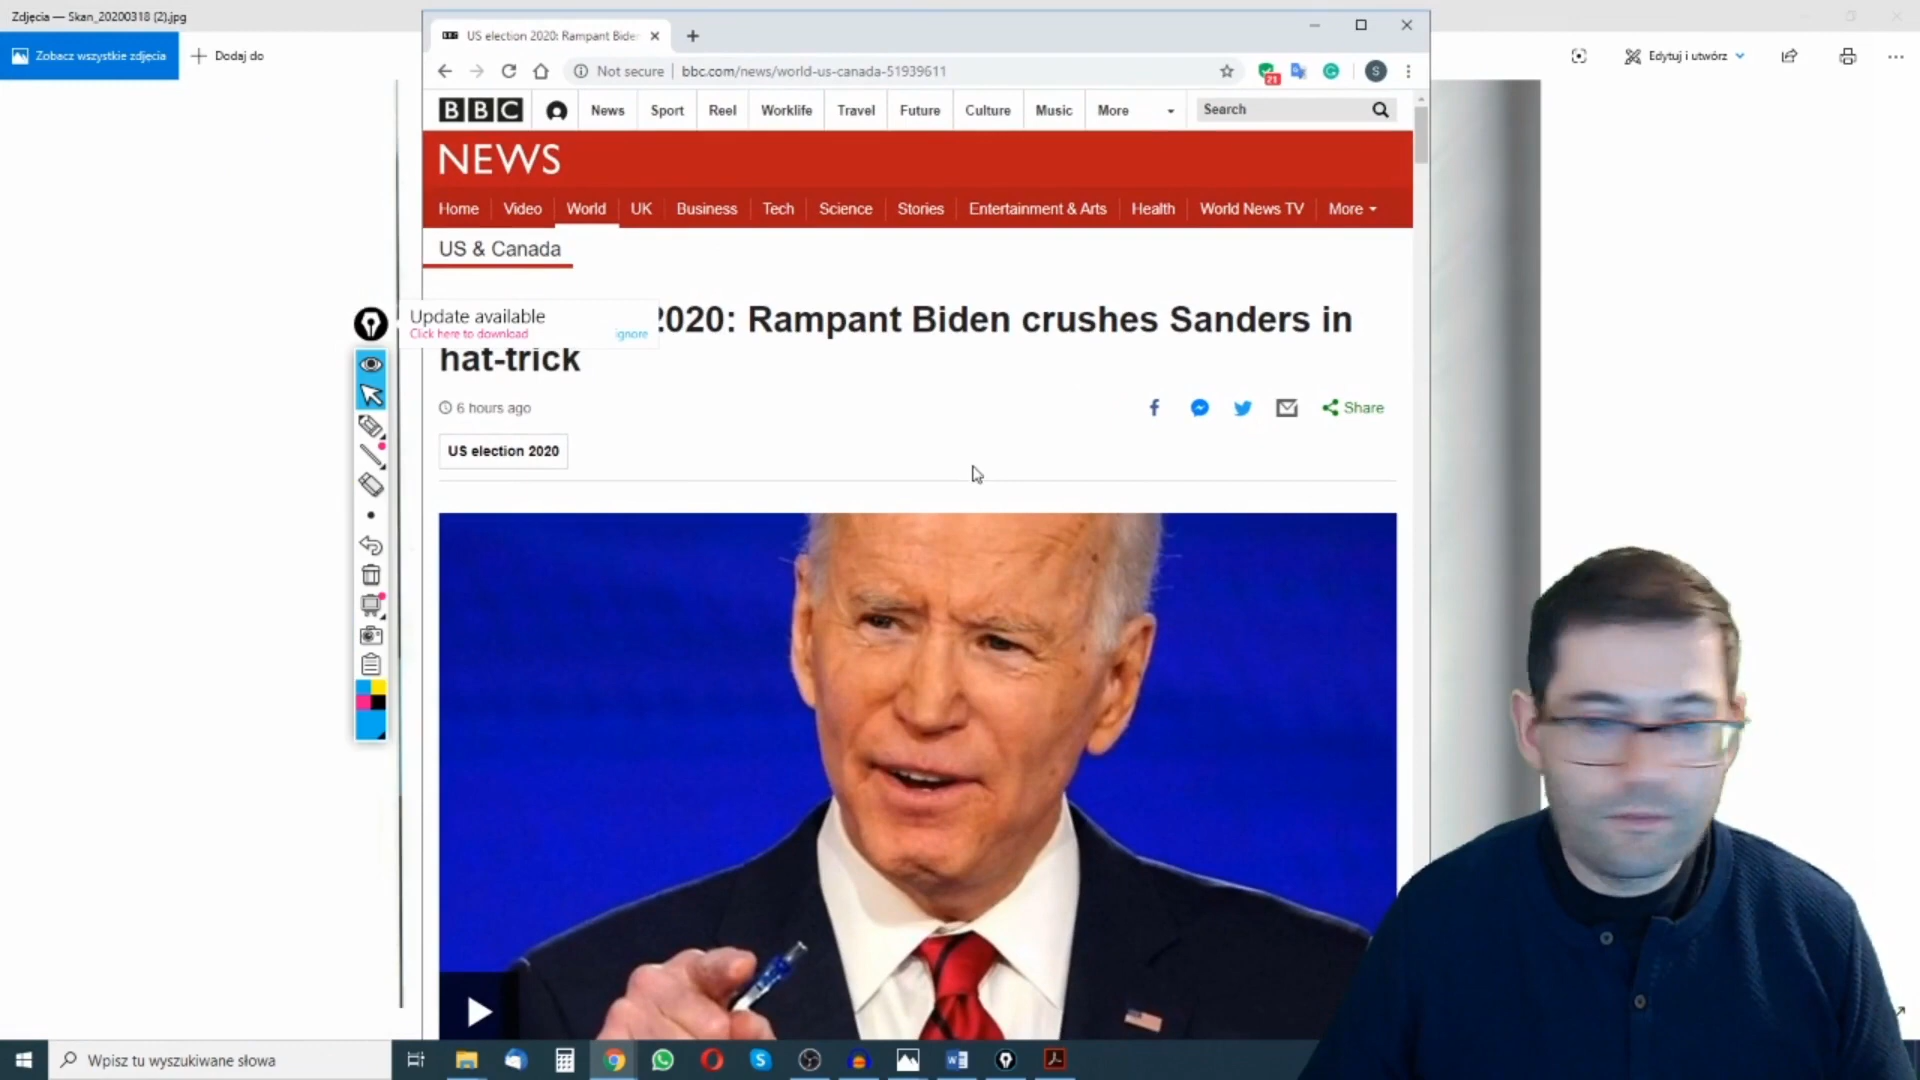 Zdjęcia — Skan_20200318 (2).jpg
Zobacz wszystkie zdjęcia
Dodaj do
Edytuj i utwórz
US election 2020: Rampant Bide
Not secure
bbc.com/news/world-us-canada-51939611
21
S
BBC
News
Sport
Reel
Worklife
Travel
Future
Culture
Music
More
Search
NEWS
Home
Video
World
UK
Business
Tech
Science
Stories
Entertainment & Arts
Health
World News TV
More
US & Canada
Update available
Click here to download
ignore
2020: Rampant Biden crushes Sanders in
hat-trick
6 hours ago
Share
US election 2020
Wpisz tu wyszukiwane słowa